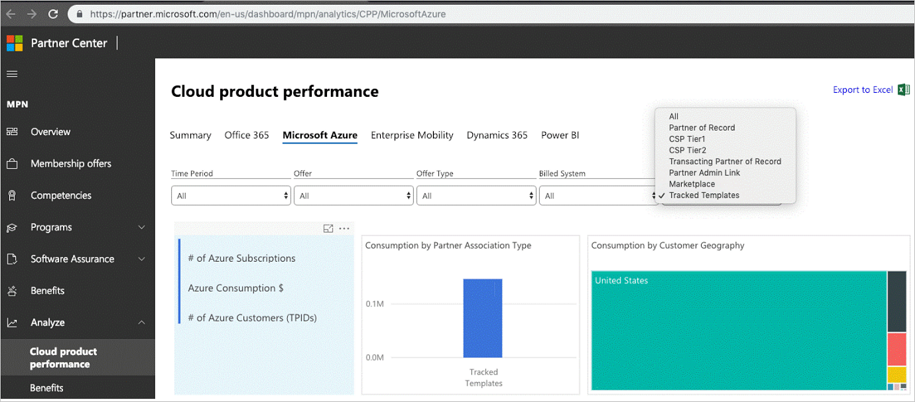 https://partner.microsoft.com/en-us/dashboard/mpn/analytics/CPP/MicrosoftAzure
Partner Center
MPN
Overview
Membership offers
Competencies
Programs
Software Assurance
Benefits
Analyze
Cloud product
performance
Benefits
Cloud product performance
Export to Excel
Summary Office 365 Microsoft Azure Enterprise Mobility Dynamics 365 Power BI
Time Period Offer Offer Type Billed System
All All All All
All
Partner of Record
CSP Tier1
CSP Tier2
Transacting Partner of Record
Partner Admin Link
Marketplace
✓ Tracked Templates
# of Azure Subscriptions
Azure Consumption $
# of Azure Customers (TPIDs)
Consumption by Partner Association Type
0.1M
0.0M
Tracked
Templates
Consumption by Customer Geography
United States